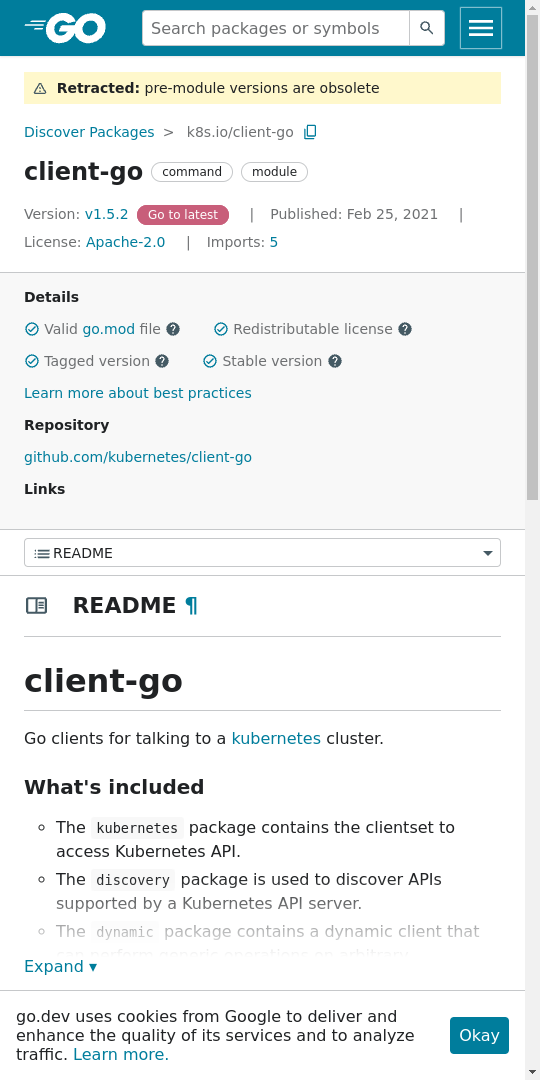 GO
Search packages or symbols
Retracted: pre-module versions are obsolete
Discover Packages > k8s.io/client-go
client-go command module
Version: v1.5.2 Go to latest | Published: Feb 25, 2021 |
License: Apache-2.0 | Imports: 5
Details
Valid go.mod file ? Redistributable license ?
Tagged version ? Stable version ?
Learn more about best practices
Repository
github.com/kubernetes/client-go
Links
README
README ¶
client-go
Go clients for talking to a kubernetes cluster.
What's included
The kubernetes package contains the clientset to
access Kubernetes API.
The discovery package is used to discover APIs
supported by a Kubernetes API server.
The dynamic package contains a dynamic client that
can perform generic operations on arbitrary
Expand ▾
go.dev uses cookies from Google to deliver and
enhance the quality of its services and to analyze
traffic. Learn more.
Okay